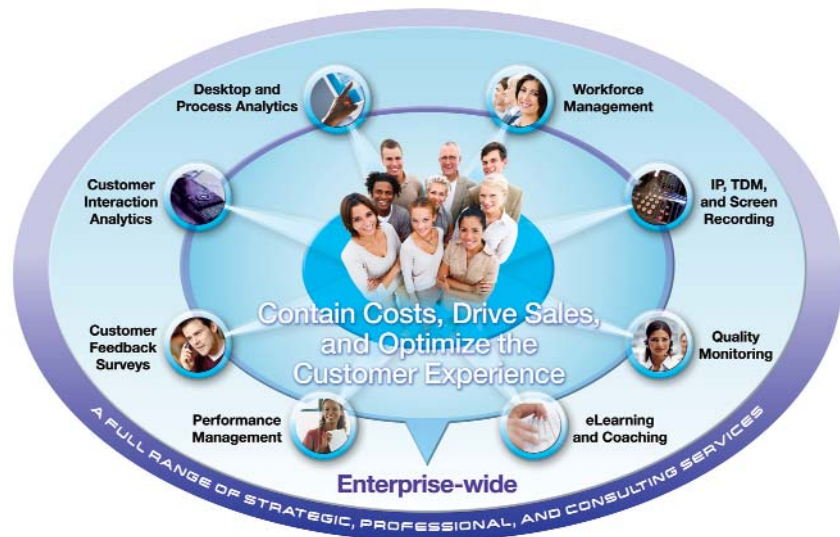 Desktop and
Process Analytics
Workforce
Management
Customer
Interaction
Analytics
IP, TDM,
and Screen
Recording
Contain Costs, Drive Sales,
and Optimize the
Customer Experience
Customer
Feedback
Surveys
Quality
Monitoring
Performance
Management
eLearning
and Coaching
Enterprise-wide
A FULL RANGE OF STRATEGIC, PROFESSIONAL, AND CONSULTING SERVICES